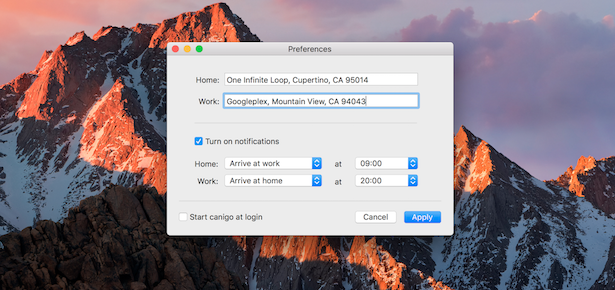 Preferences
Home: One Infinite Loop, Cupertino, CA 95014
Work: Googleplex, Mountain View, CA 94043
Turn on notifications
Home: Arrive at work at 09:00
Work: Arrive at home at 20:00
Start canigo at login Cancel Apply